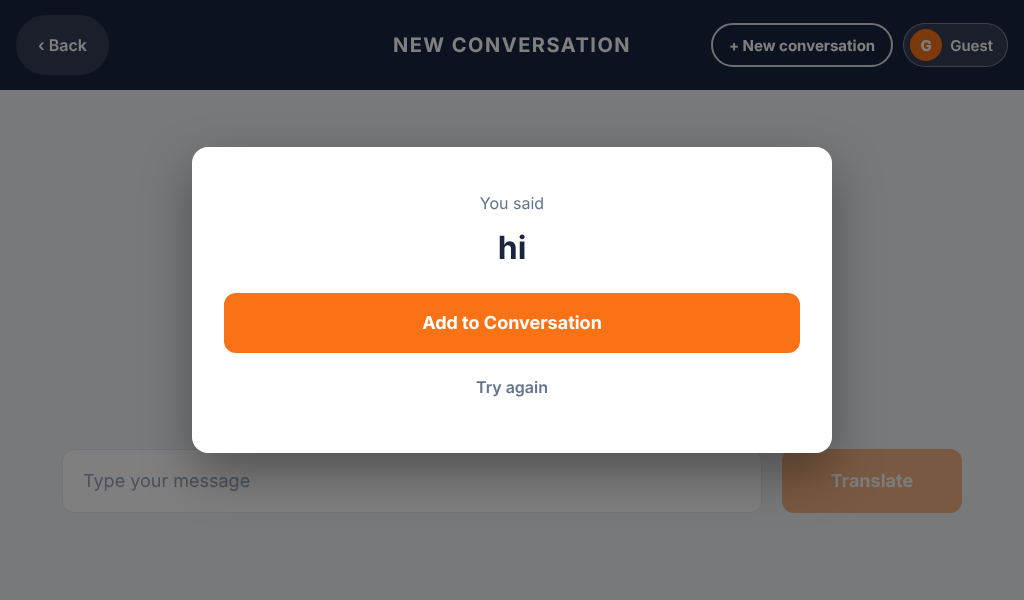 ‹ Back
NEW CONVERSATION
+ New conversation
G
Guest
You said
hi
Add to Conversation
Try again
Type your message
Translate